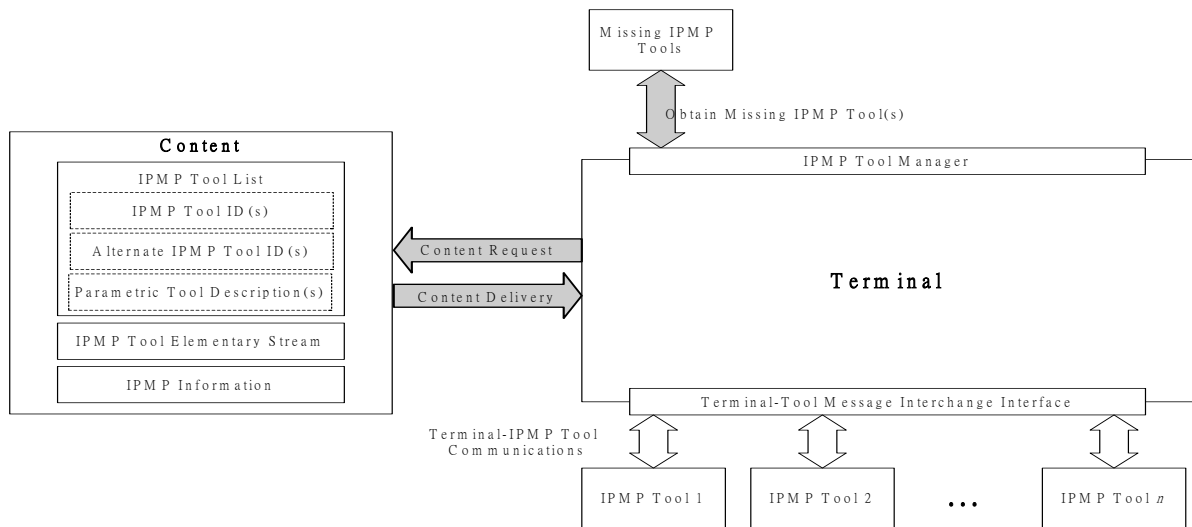 Missing IPMP
Tools
Obtain Missing IPMP Tool(s)
Content
IPMP Tool List
IPMP Tool ID(s)
Alternate IPMP Tool ID(s)
Parametric Tool Description(s)
IPMP Tool Elementary Stream
IPMP Information
Content Request
Content Delivery
IPMP Tool Manager
Terminal
Terminal-Tool Message Interchange Interface
Terminal-IPMP Tool
Communications
IPMP Tool 1
IPMP Tool 2
...
IPMP Tool n